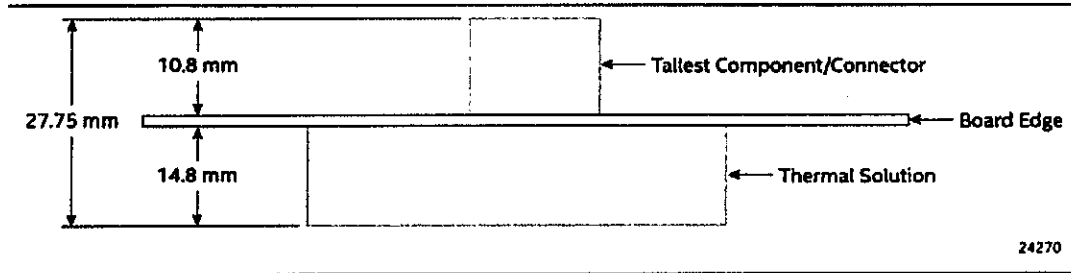 10.8 mm
Tallest Component/Connector
27.75 mm
Board Edge
14.8 mm
Thermal Solution
24270